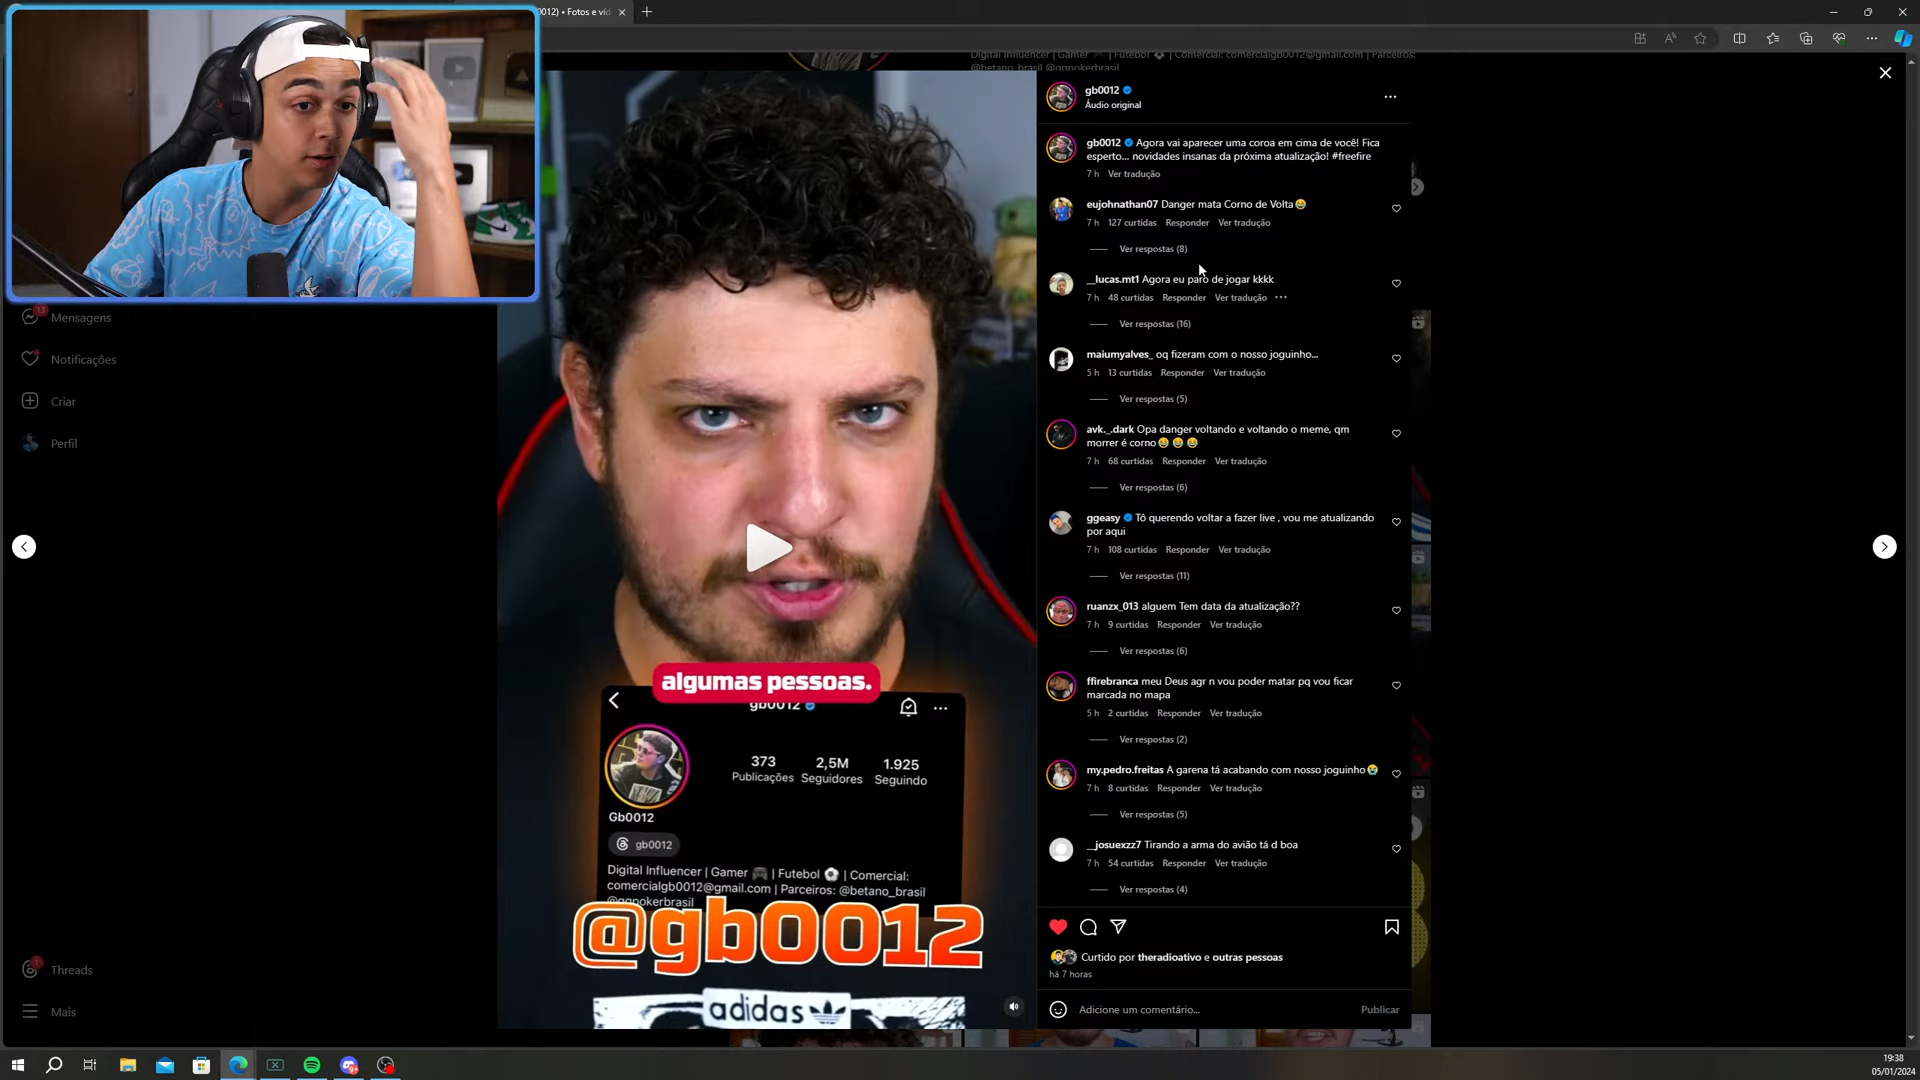 0012) • Fotos e víd
Digital Influencer | Gamer 🎮 | Futebol ⚽ | Comercial: comercialgb0012@gmail.com | Parceiros:
@betano_brasil @ggpokerbrasil
Mensagens
13
Notificações
Criar
Perfil
Threads
1
Mais
algumas pessoas.
gb0012
373
2,5M
1.925
Publicações
Seguidores
Seguindo
Gb0012
gb0012
Digital Influencer | Gamer 🎮 | Futebol ⚽ | Comercial:
comercialgb0012@gmail.com | Parceiros: @betano_brasil
@ggpokerbrasil
@gb0012
adidas
gb0012
Áudio original
gb0012 Agora vai aparecer uma coroa em cima de você! Fica
esperto... novidades insanas da próxima atualização! #freefire
7 h Ver tradução
eujohnathan07 Danger mata Corno de Volta😂
7 h 127 curtidas Responder Ver tradução
Ver respostas (8)
__lucas.mt1 Agora eu paro de jogar kkkk
7 h 48 curtidas Responder Ver tradução
Ver respostas (16)
maiumyalves_ oq fizeram com o nosso joguinho...
5 h 13 curtidas Responder Ver tradução
Ver respostas (5)
avk._.dark Opa danger voltando e voltando o meme, qm
morrer é corno😂 😂 😂
7 h 68 curtidas Responder Ver tradução
Ver respostas (6)
ggeasy Tô querendo voltar a fazer live , vou me atualizando
por aqui
7 h 108 curtidas Responder Ver tradução
Ver respostas (11)
ruanzx_013 alguem Tem data da atualização??
7 h 9 curtidas Responder Ver tradução
Ver respostas (6)
ffirebranca meu Deus agr n vou poder matar pq vou ficar
marcada no mapa
5 h 2 curtidas Responder Ver tradução
Ver respostas (2)
my.pedro.freitas A garena tá acabando com nosso joguinho😭
7 h 8 curtidas Responder Ver tradução
Ver respostas (5)
__josuexzz7 Tirando a arma do avião tá d boa
7 h 54 curtidas Responder Ver tradução
Ver respostas (4)
Curtido por theradioativo e outras pessoas
há 7 horas
Adicione um comentário...
Publicar
19:38
05/01/2024